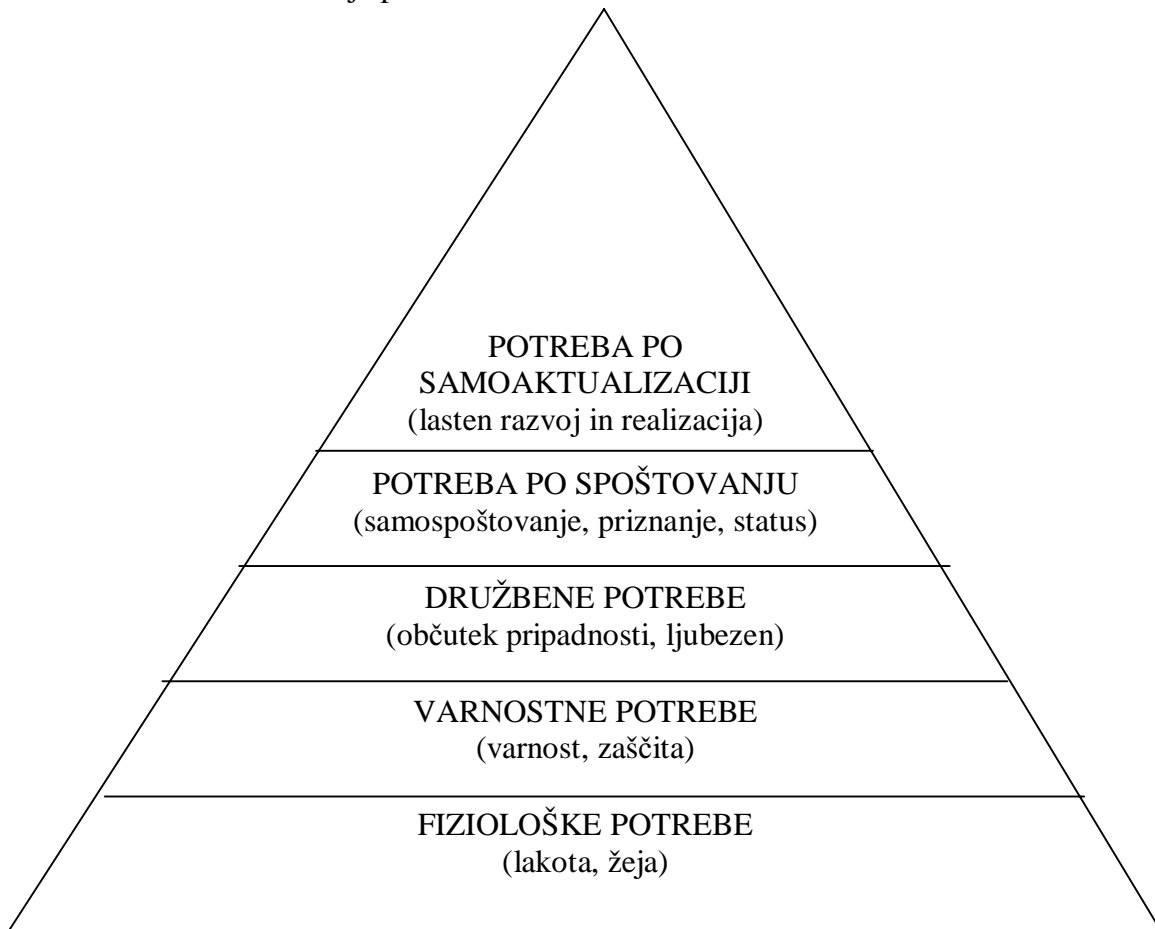 POTREBA PO
SAMOAKTUALIZACIJI
(lasten razvoj in realizacija)
POTREBA PO SPOŠTOVANJU
(samospoštovanje, priznanje, status)
DRUŽBENE POTREBE
(občutek pripadnosti, ljubezen)
VARNOSTNE POTREBE
(varnost, zaščita)
FIZIOLOŠKE POTREBE
(lakota, žeja)